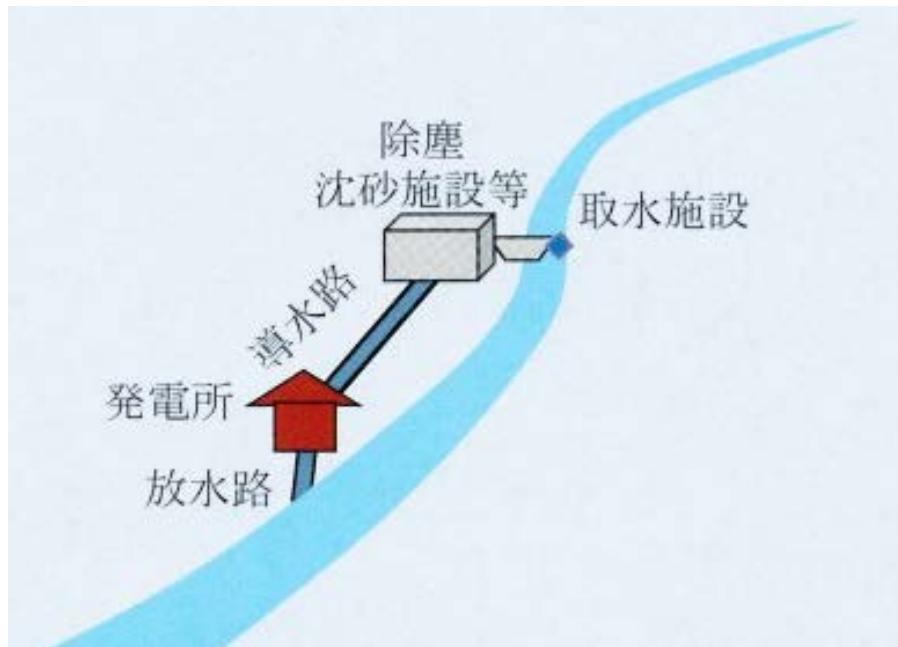 除塵
沈砂施設等
取水施設
導水路
発電所
放水路